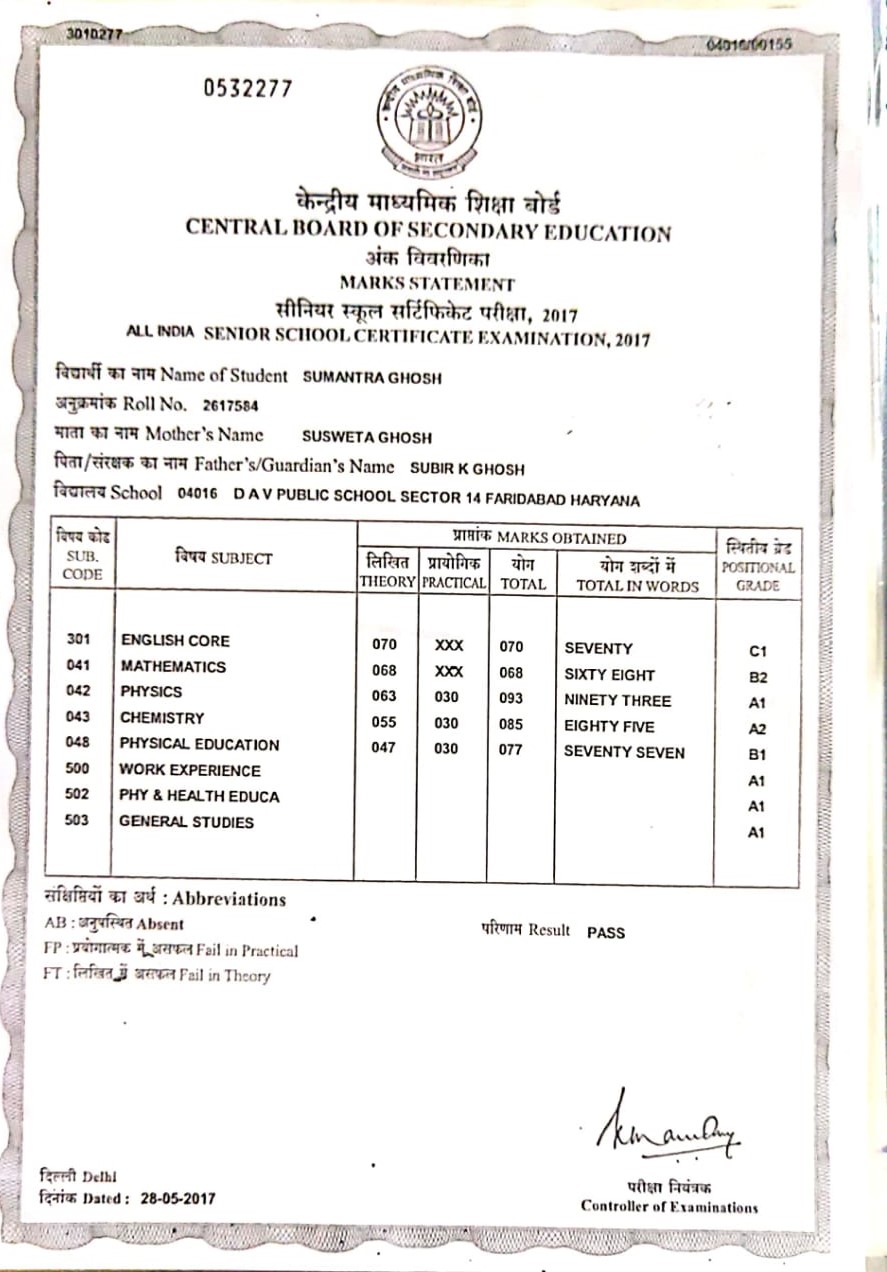 3010277
04016/00155
0532277
केन्द्रीय माध्यमिक शिक्षा बोर्ड
भारत
केन्द्रीय माध्यमिक शिक्षा बोर्ड
CENTRAL BOARD OF SECONDARY EDUCATION
अंक विवरणिका
MARKS STATEMENT
सीनियर स्कूल सर्टिफिकेट परीक्षा, 2017
ALL INDIA SENIOR SCHOOL CERTIFICATE EXAMINATION, 2017
विद्यार्थी का नाम Name of Student SUMANTRA GHOSH
अनुक्रमांक Roll No. 2617584
माता का नाम Mother's Name SUSWETA GHOSH
पिता/संरक्षक का नाम Father's/Guardian's Name SUBIR K GHOSH
विद्यालय School 04016 D A V PUBLIC SCHOOL SECTOR 14 FARIDABAD HARYANA
विषय कोड SUB. CODE विषय SUBJECT प्राप्तांक MARKS OBTAINED स्थितीय ग्रेड POSITIONAL GRADE
लिखित THEORY प्रायोगिक PRACTICAL योग TOTAL योग शब्दों में TOTAL IN WORDS
301 ENGLISH CORE 070 XXX 070 SEVENTY C1
041 MATHEMATICS 068 XXX 068 SIXTY EIGHT B2
042 PHYSICS 063 030 093 NINETY THREE A1
043 CHEMISTRY 055 030 085 EIGHTY FIVE A2
048 PHYSICAL EDUCATION 047 030 077 SEVENTY SEVEN B1
500 WORK EXPERIENCE A1
502 PHY & HEALTH EDUCA A1
503 GENERAL STUDIES A1
संक्षिप्तियों का अर्थ : Abbreviations
AB : अनुपस्थित Absent
परिणाम Result PASS
FP : प्रयोगात्मक में असफल Fail in Practical
FT : लिखित में असफल Fail in Theory
दिल्ली Delhi
दिनांक Dated : 28-05-2017
परीक्षा नियंत्रक
Controller of Examinations